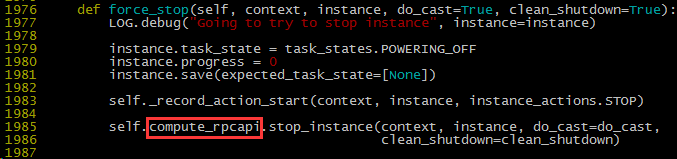 1976     def force_stop(self, context, instance, do_cast=True, clean_shutdown=True):
1977         LOG.debug("Going to try to stop instance", instance=instance)
1978
1979         instance.task_state = task_states.POWERING_OFF
1980         instance.progress = 0
1981         instance.save(expected_task_state=[None])
1982
1983         self._record_action_start(context, instance, instance_actions.STOP)
1984
1985         self.compute_rpcapi.stop_instance(context, instance, do_cast=do_cast,
1986                                           clean_shutdown=clean_shutdown)
1987